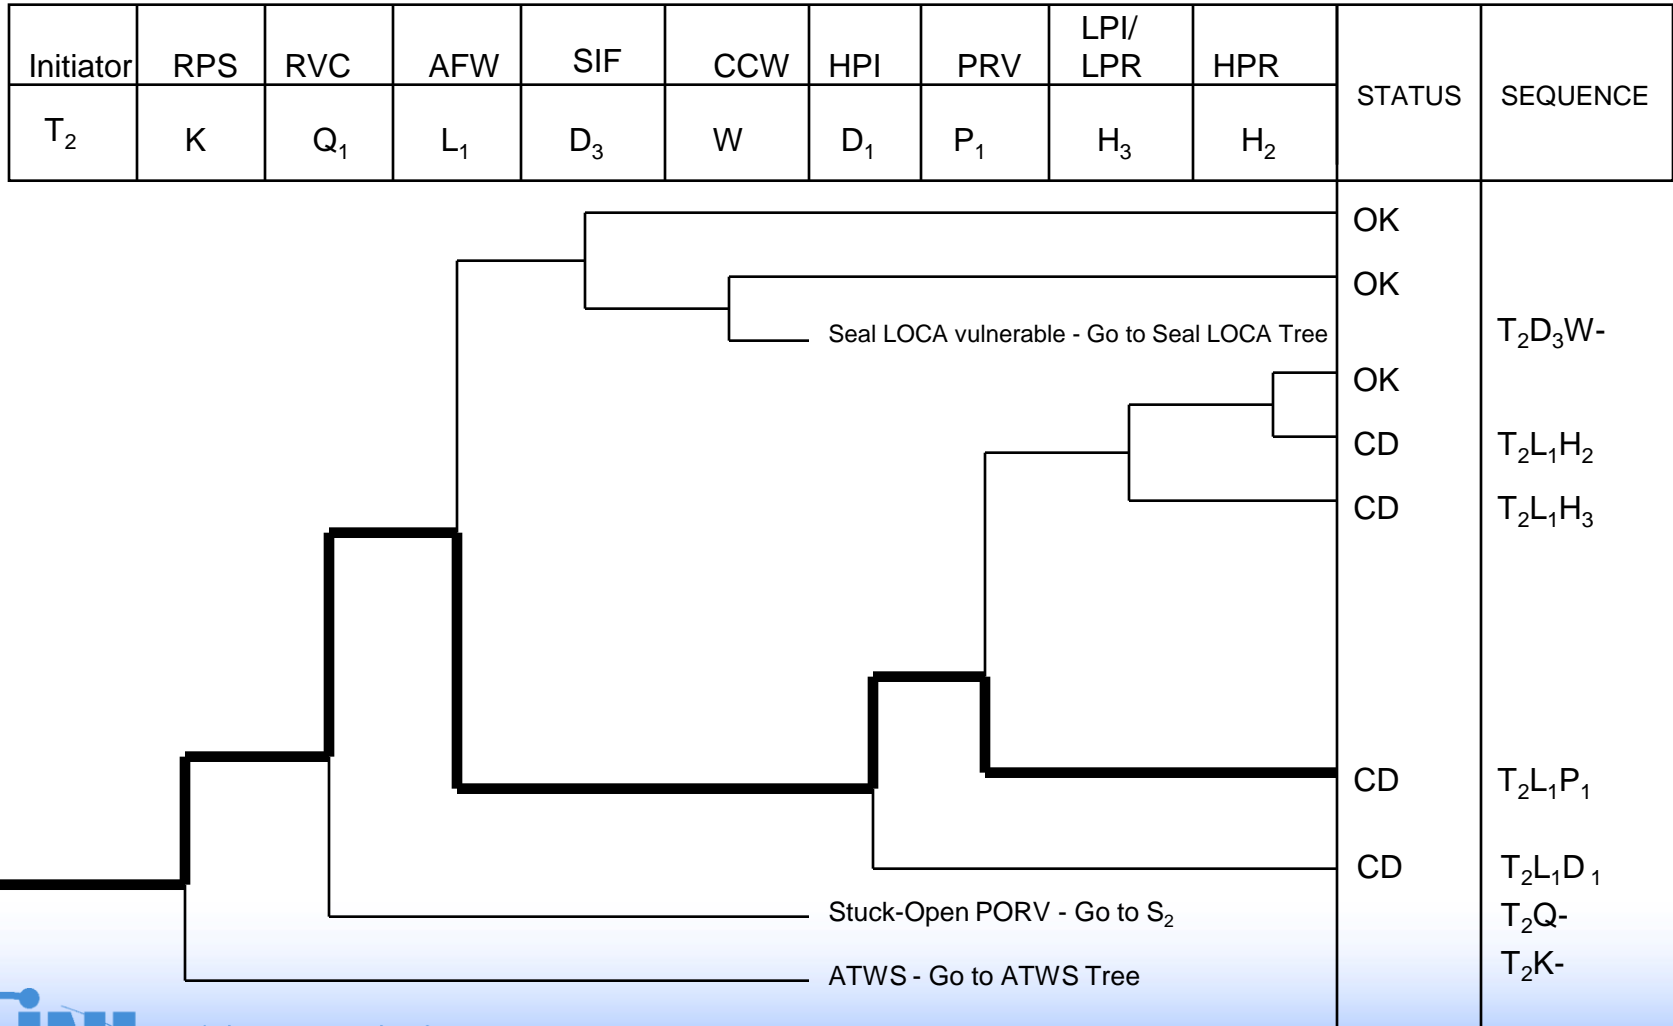 Initiator RPS RVC AFW SIF CCW HPI PRV LPI/ LPR HPR STATUS SEQUENCE
T₂ K Q₁ L₁ D₃ W D₁ P₁ H₃ H₂
OK
OK
Seal LOCA vulnerable - Go to Seal LOCA Tree T₂D₃W-
OK
CD T₂L₁H₂
CD T₂L₁H₃
CD T₂L₁P₁
CD T₂L₁D₁
Stuck-Open PORV - Go to S₂ T₂Q-
ATWS - Go to ATWS Tree T₂K-